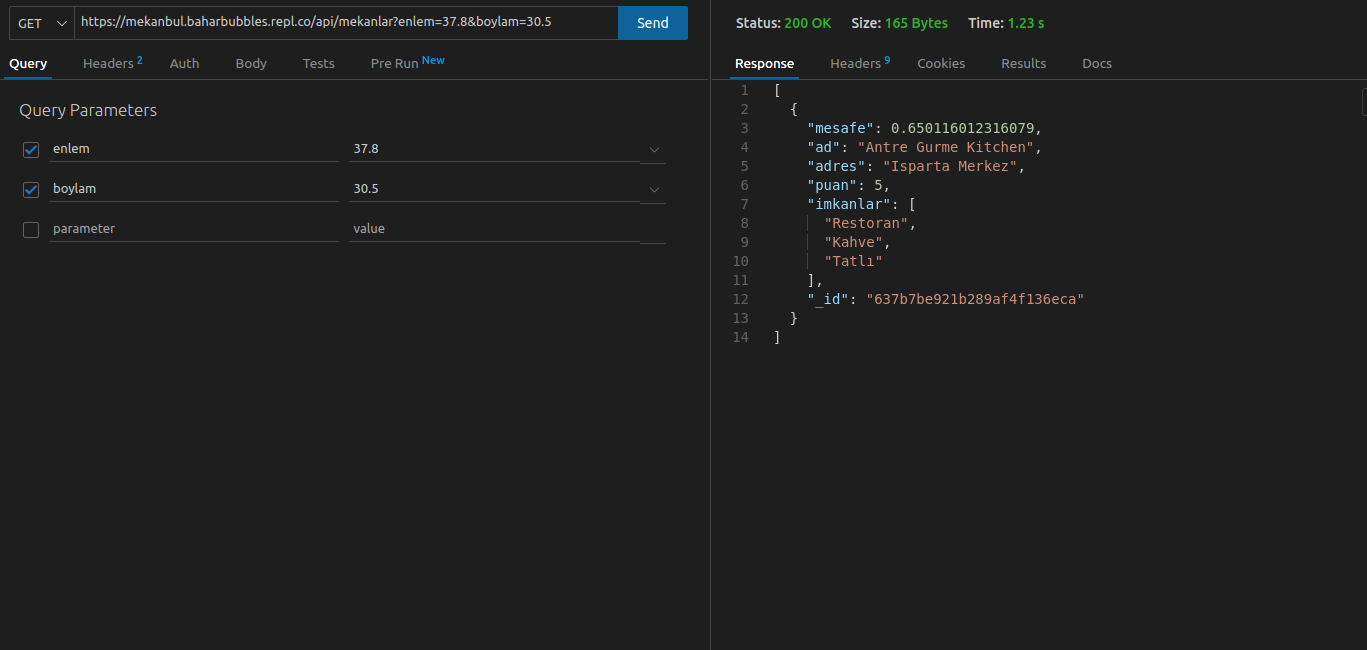 GET https://mekanbul.baharbubbles.repl.co/api/mekanlar?enlem=37.8&boylam=30.5 Send
Query Headers 2 Auth Body Tests Pre Run New
Query Parameters
enlem 37.8
boylam 30.5
parameter value
Status: 200 OK Size: 165 Bytes Time: 1.23 s
Response Headers 9 Cookies Results Docs
1 [
2 {
3 "mesafe": 0.650116012316079,
4 "ad": "Antre Gurme Kitchen",
5 "adres": "Isparta Merkez",
6 "puan": 5,
7 "imkanlar": [
8 "Restoran",
9 "Kahve",
10 "Tatlı"
11 ],
12 "_id": "637b7be921b289af4f136eca"
13 }
14 ]